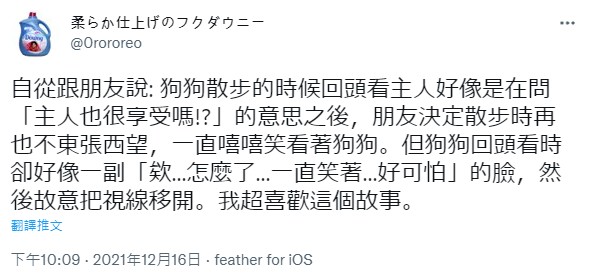 柔らか仕上げのフクダウニー
@0rororeo
自從跟朋友說: 狗狗散步的時候回頭看主人好像是在問
「主人也很享受嗎!?」的意思之後，朋友決定散步時再
也不東張西望，一直嘻嘻笑看著狗狗。但狗狗回頭看時
卻好像一副「欸...怎麼了...一直笑著...好可怕」的臉，然
後故意把視線移開。我超喜歡這個故事。
翻譯推文
下午10:09 · 2021年12月16日 · feather for iOS